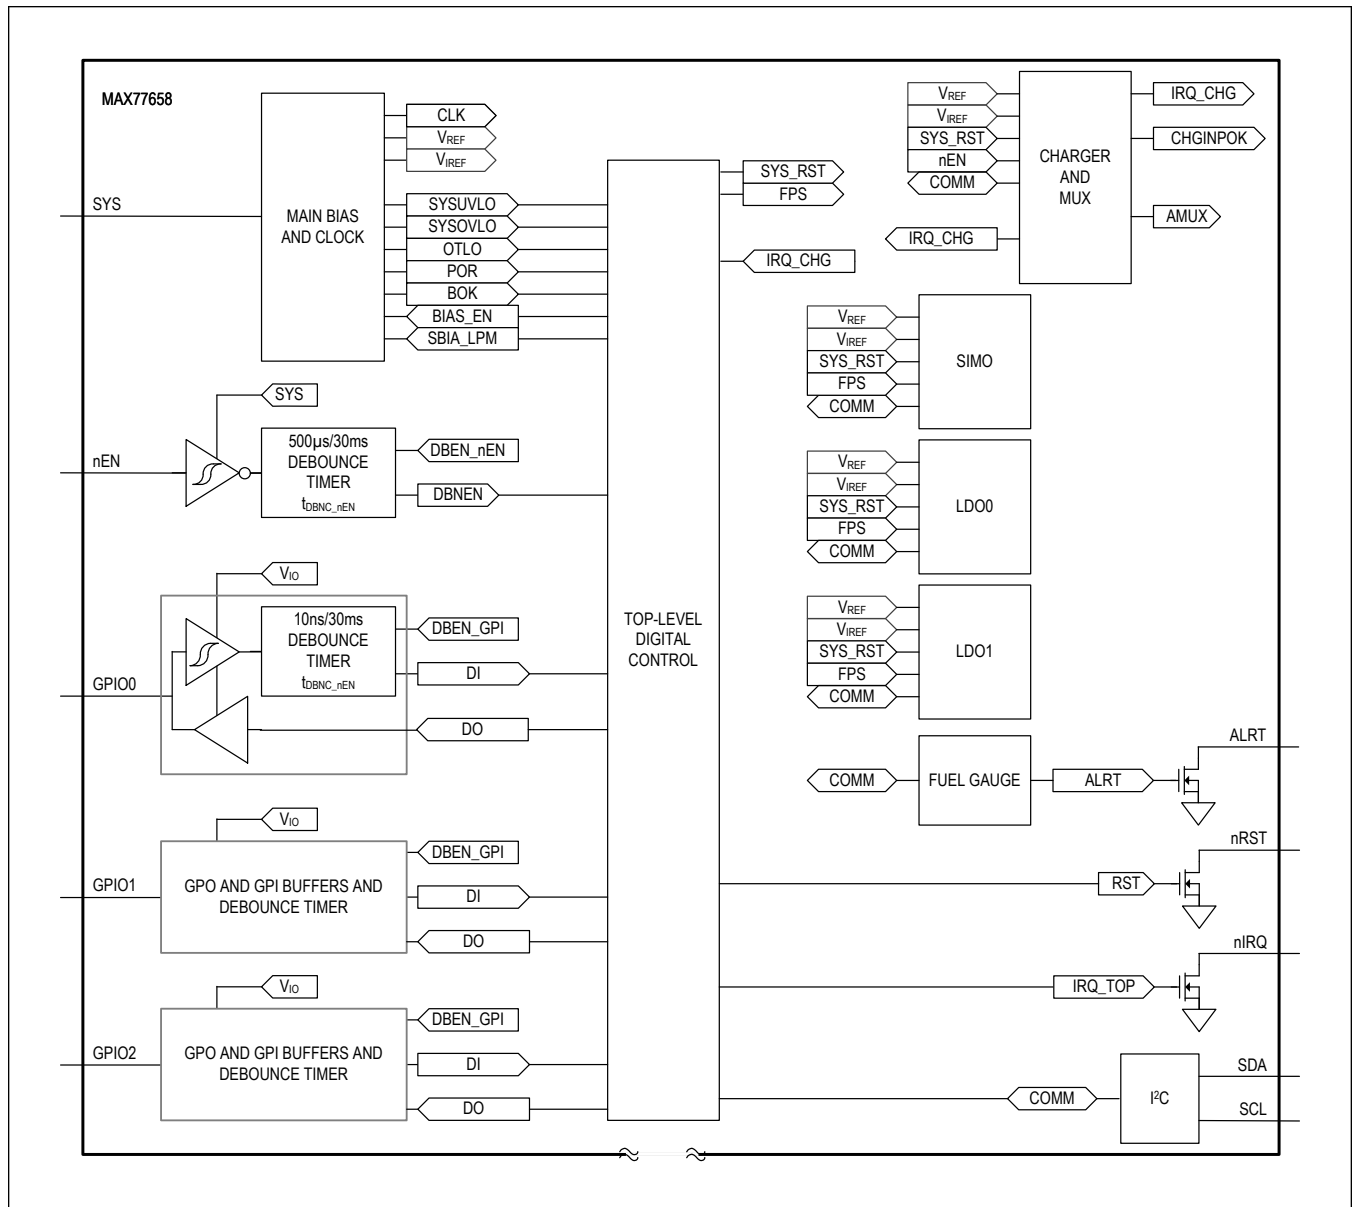 MAX77658
SYS
MAIN BIAS
AND CLOCK
CLK
VREF
VIREF
SYSUVLO
SYSOVLO
OTLO
POR
BOK
BIAS_EN
SBIA_LPM
SYS
nEN
500µs/30ms
DEBOUNCE
TIMER
tDBNC_nEN
DBEN_nEN
DBNEN
VIO
GPIO0
10ns/30ms
DEBOUNCE
TIMER
tDBNC_nEN
DBEN_GPI
DI
DO
VIO
GPIO1
GPO AND GPI BUFFERS AND
DEBOUNCE TIMER
DBEN_GPI
DI
DO
VIO
GPIO2
GPO AND GPI BUFFERS AND
DEBOUNCE TIMER
DBEN_GPI
DI
DO
TOP-LEVEL
DIGITAL
CONTROL
SYS_RST
FPS
IRQ_CHG
VREF
VIREF
SYS_RST
nEN
COMM
IRQ_CHG
CHARGER
AND
MUX
IRQ_CHG
CHGINPOK
AMUX
VREF
VIREF
SYS_RST
FPS
COMM
SIMO
VREF
VIREF
SYS_RST
FPS
COMM
LDO0
VREF
VIREF
SYS_RST
FPS
COMM
LDO1
COMM
FUEL GAUGE
ALRT
ALRT
RST
nRST
IRQ_TOP
nIRQ
COMM
I²C
SDA
SCL